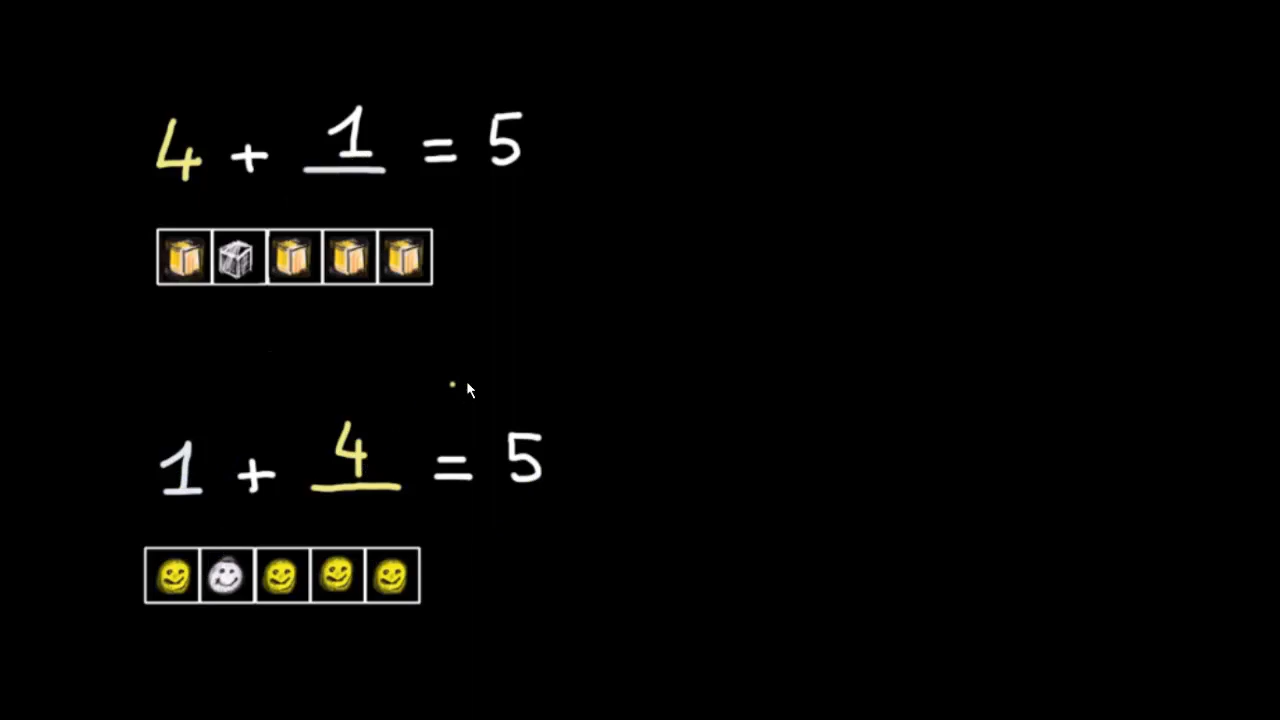 4 + 1 = 5
1 + 4 = 5